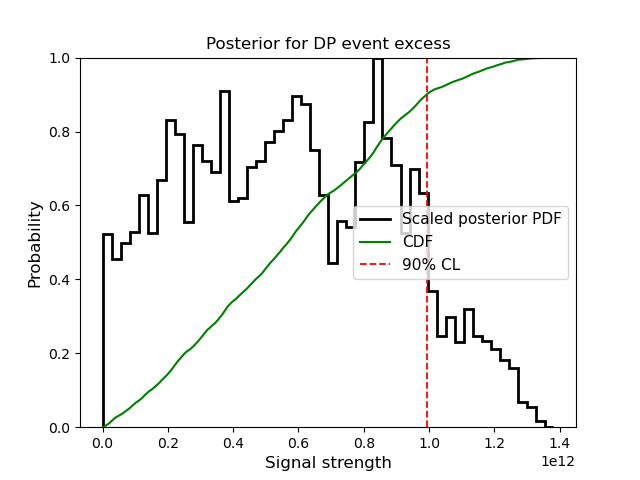 Posterior for DP event excess
Probability
1.0
0.8
0.6
0.4
0.2
0.0
Scaled posterior PDF
CDF
90% CL
0.0 0.2 0.4 0.6 0.8 1.0 1.2 1.4
1e12
Signal strength